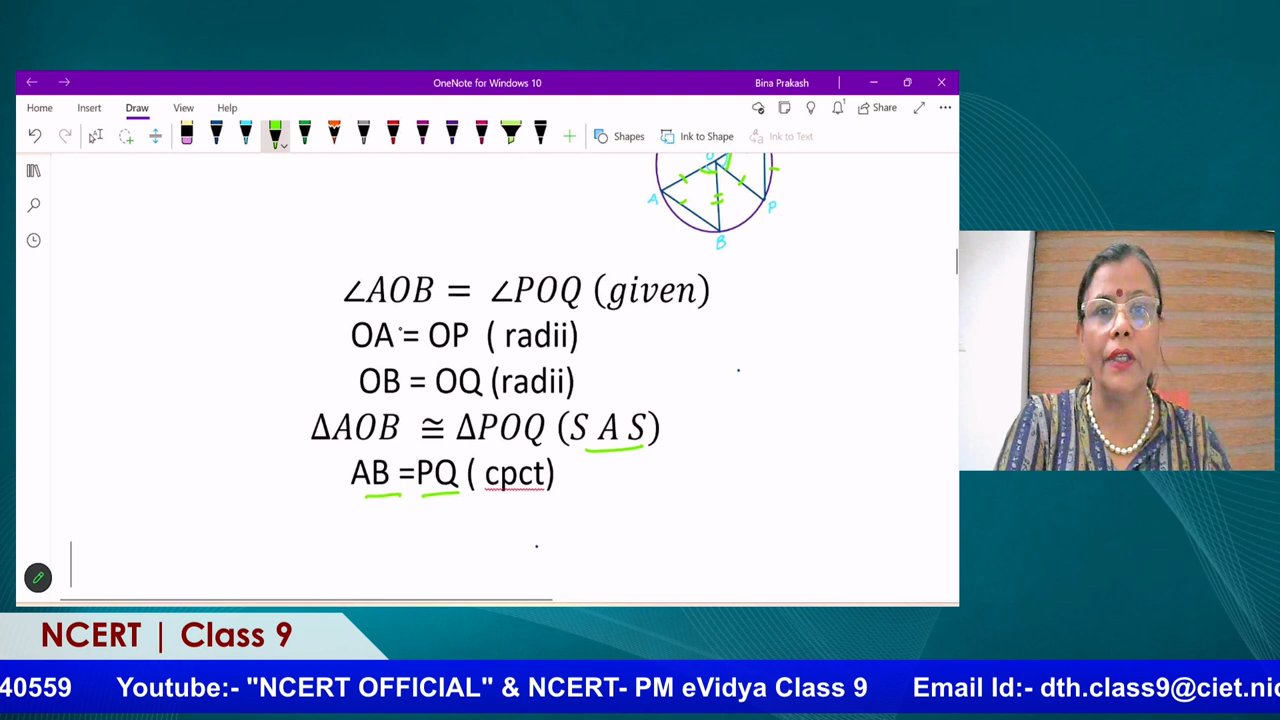 OneNote for Windows 10
Bina Prakash
Home Insert Draw View Help
Share
Shapes
Ink to Shape
Ink to Text
A
P
B
∠AOB = ∠POQ (given)
OA = OP ( radii)
OB = OQ (radii)
ΔAOB ≅ ΔPOQ (S A S)
AB =PQ ( cpct)
NCERT | Class 9
40559 Youtube:- "NCERT OFFICIAL" & NCERT- PM eVidya Class 9 Email Id:- dth.class9@ciet.nic